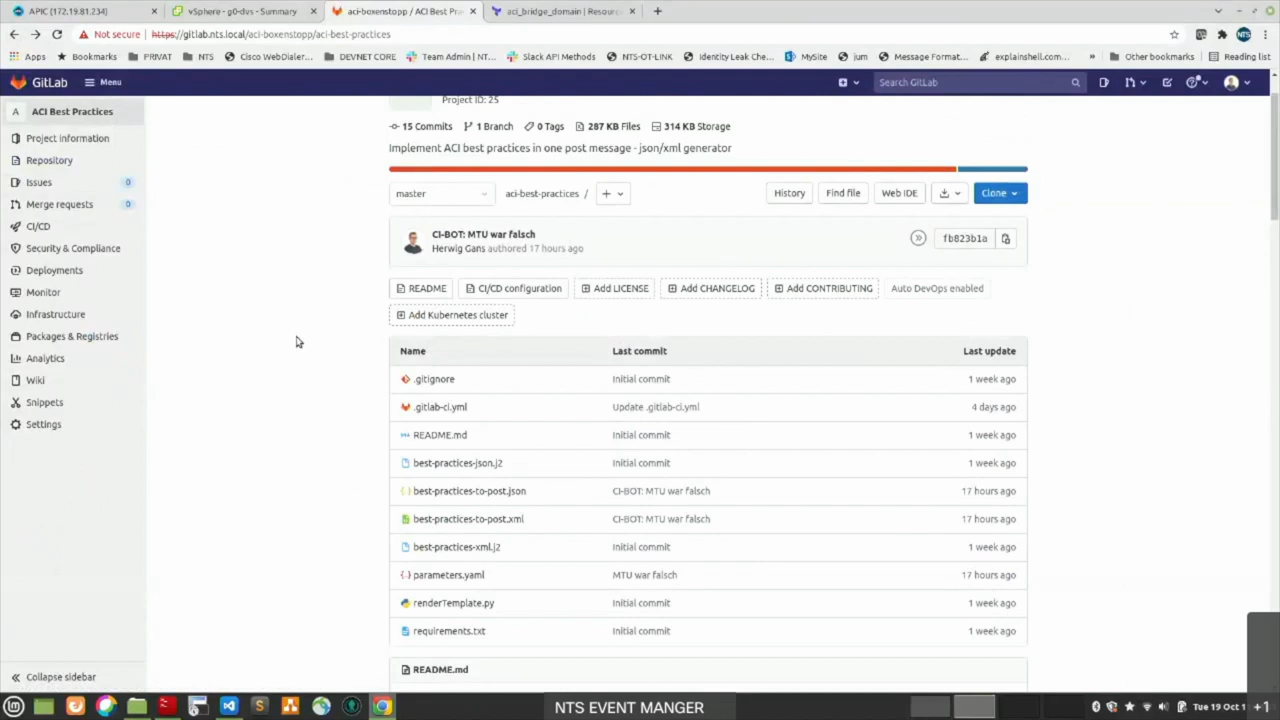 APIC (172.19.81.234)
vSphere - g0-dvs - Summary
aci-boxenstopp / ACI Best Pra
aci_bridge_domain | Resourc
Not secure | https://gitlab.nts.local/aci-boxenstopp/aci-best-practices
NTS
Apps
Bookmarks
PRIVAT
NTS
Cisco WebDialer...
DEVNET CORE
Team Admin | NT...
Slack API Methods
NTS-OT-LINK
Identity Leak Chec...
MySite
jum
Message Format...
explainshell.com...
»
Other bookmarks
Reading list
GitLab
Menu
Search GitLab
A ACI Best Practices
Project information
Repository
Issues 0
Merge requests 0
CI/CD
Security & Compliance
Deployments
Monitor
Infrastructure
Packages & Registries
Analytics
Wiki
Snippets
Settings
Collapse sidebar
Project ID: 25
15 Commits 1 Branch 0 Tags 287 KB Files 314 KB Storage
Implement ACI best practices in one post message - json/xml generator
master aci-best-practices / + History Find file Web IDE Clone
CI-BOT: MTU war falsch
Herwig Gans authored 17 hours ago
fb823b1a
README CI/CD configuration Add LICENSE Add CHANGELOG Add CONTRIBUTING Auto DevOps enabled
Add Kubernetes cluster
Name Last commit Last update
.gitignore Initial commit 1 week ago
.gitlab-ci.yml Update .gitlab-ci.yml 4 days ago
README.md Initial commit 1 week ago
best-practices-json.j2 Initial commit 1 week ago
best-practices-to-post.json CI-BOT: MTU war falsch 17 hours ago
best-practices-to-post.xml CI-BOT: MTU war falsch 17 hours ago
best-practices-xml.j2 Initial commit 1 week ago
parameters.yaml MTU war falsch 17 hours ago
renderTemplate.py Initial commit 1 week ago
requirements.txt Initial commit 1 week ago
README.md
NTS EVENT MANGER
Tue 19 Oct 1
+1